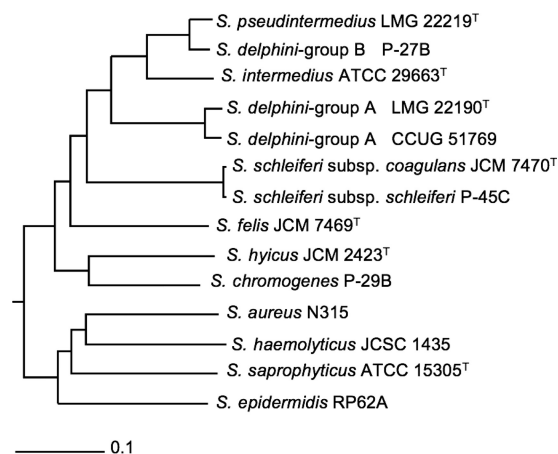 S. pseudintermedius LMG 22219ᵀ
S. delphini-group B P-27B
S. intermedius ATCC 29663ᵀ
S. delphini-group A LMG 22190ᵀ
S. delphini-group A CCUG 51769
S. schleiferi subsp. coagulans JCM 7470ᵀ
S. schleiferi subsp. schleiferi P-45C
S. felis JCM 7469ᵀ
S. hyicus JCM 2423ᵀ
S. chromogenes P-29B
S. aureus N315
S. haemolyticus JCSC 1435
S. saprophyticus ATCC 15305ᵀ
S. epidermidis RP62A
0.1